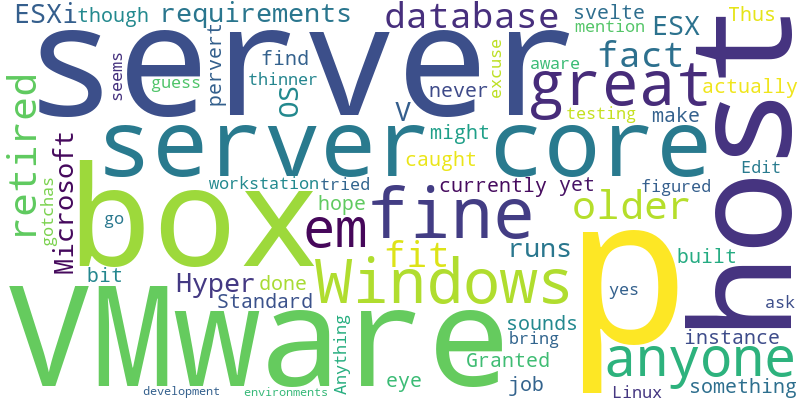 ESXi though requirements database svelte ESX Thus
mention
server host
seems guess pervert find thinner OS never excuse aware fact great actually
V testing make
retired server core might caught
Microsoft gotchas workstation tried currently yet figured Edit
box go hope em fine older
bit Hyper done fit runs built
Standard Windows p yes ask
VMware Anything sounds instance
bring anyone
eye Granted job something
development environments Linux